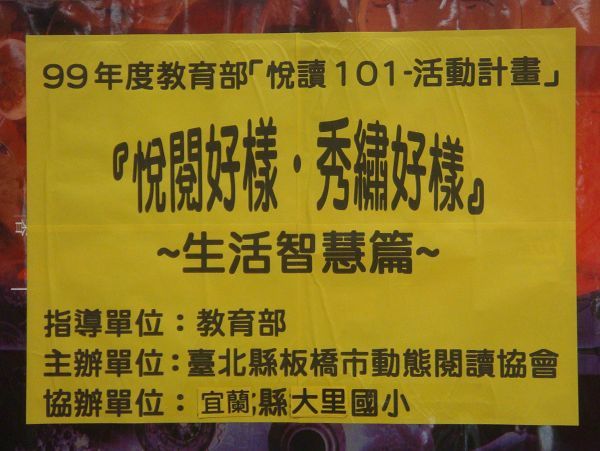 99年度教育部「悅讀101-活動計畫」
『悅閱好樣·秀繡好樣』
~生活智慧篇~
指導單位：教育部
主辦單位：臺北縣板橋市動態閱讀協會
協辦單位：宜蘭;縣大里國小